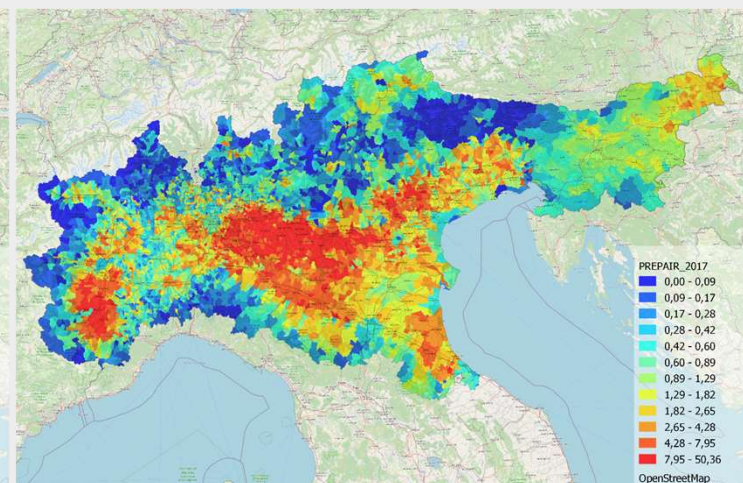 PREPAIR_2017
0,00 - 0,09
0,09 - 0,17
0,17 - 0,28
0,28 - 0,42
0,42 - 0,60
0,60 - 0,89
0,89 - 1,29
1,29 - 1,82
1,82 - 2,65
2,65 - 4,28
4,28 - 7,95
7,95 - 50,36
OpenStreetMap